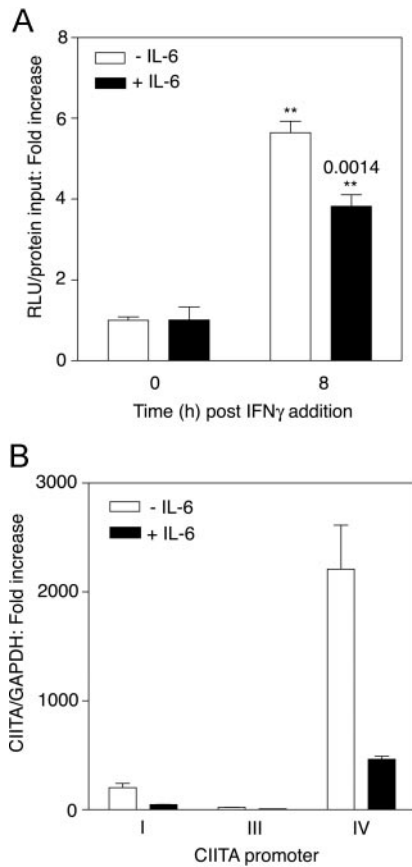 A
RLU/protein input: Fold increase
8
6
4
2
0
- IL-6
+ IL-6
**
0.0014
**
0
8
Time (h) post IFNγ addition
B
CIITA/GAPDH: Fold increase
3000
2000
1000
0
- IL-6
+ IL-6
I
III
IV
CIITA promoter